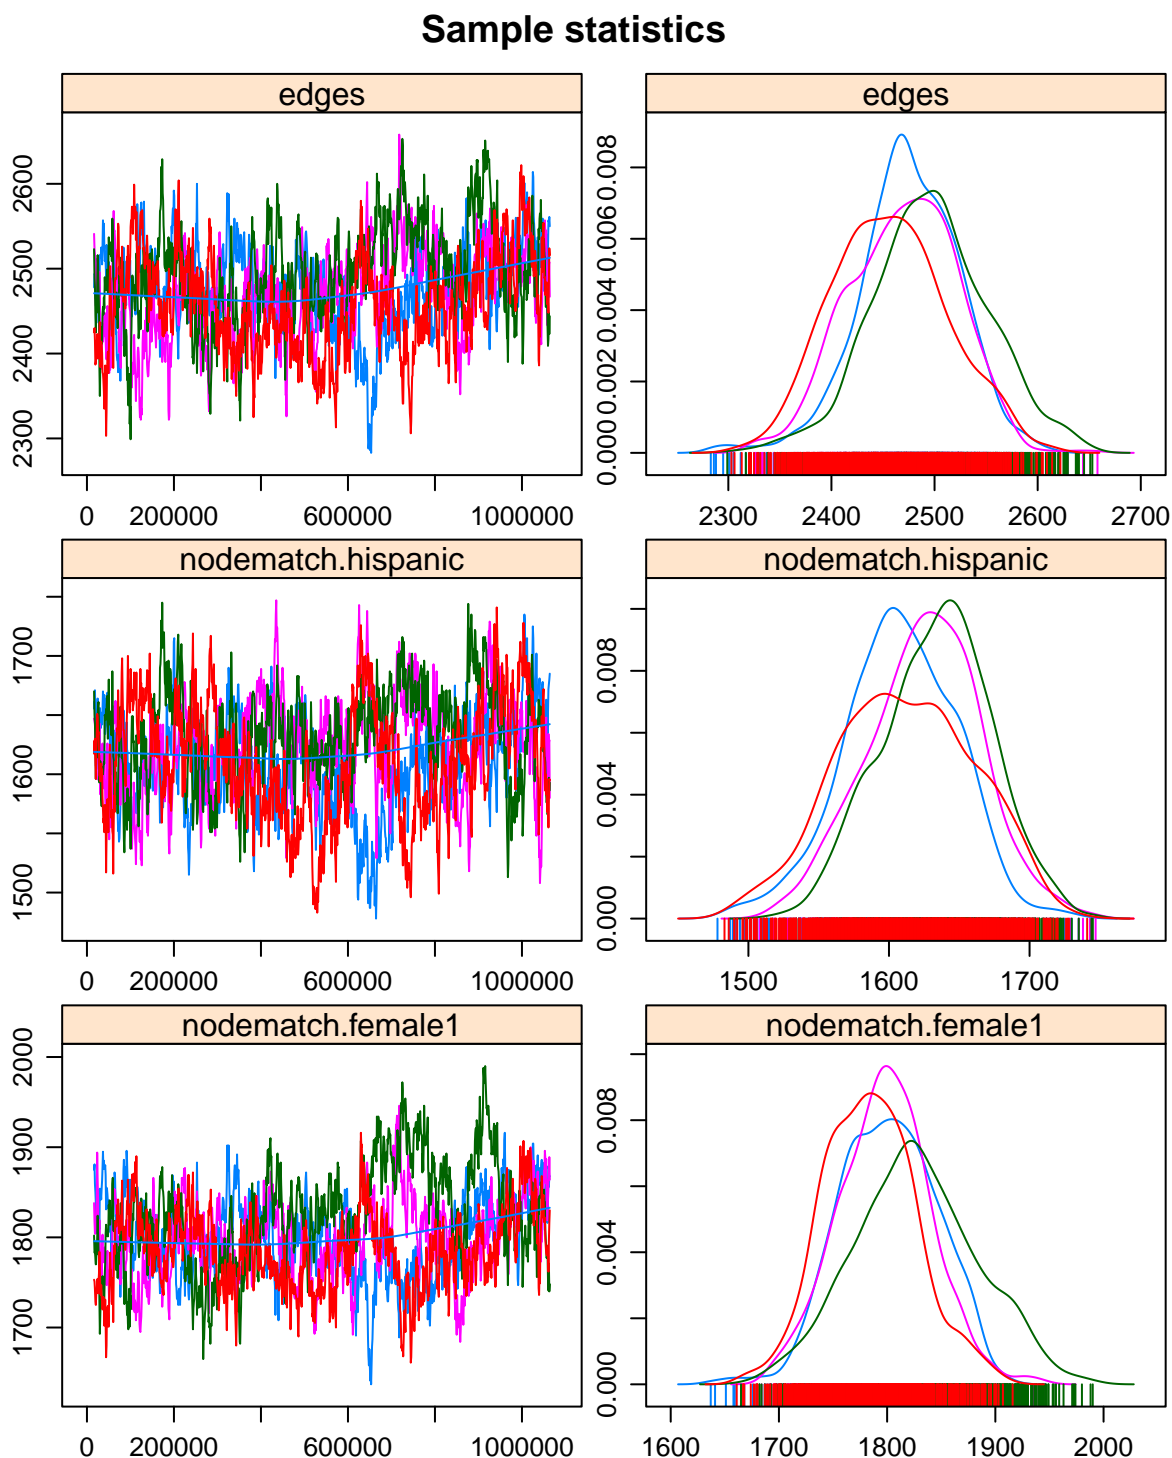 Sample statistics
edges
edges
2300 2400 2500 2600
0 200000 600000 1000000
0.000 0.002 0.004 0.006 0.008
2300 2400 2500 2600 2700
nodematch.hispanic
nodematch.hispanic
1500 1600 1700
0 200000 600000 1000000
0.000 0.004 0.008
1500 1600 1700
nodematch.female1
nodematch.female1
1700 1800 1900 2000
0 200000 600000 1000000
0.000 0.004 0.008
1600 1700 1800 1900 2000